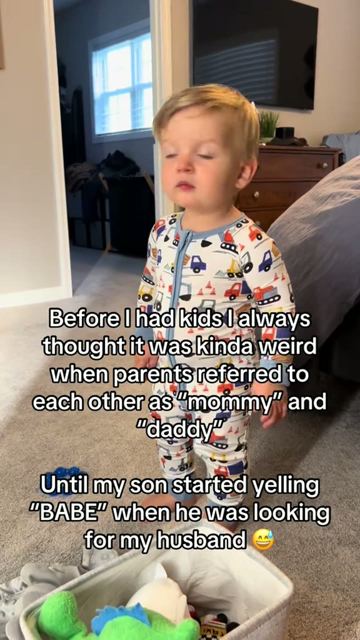 Before I had kids I always
thought it was kinda weird
when parents referred to
each other as "mommy" and
"daddy"
Until my son started yelling
"BABE" when he was looking
for my husband 😅